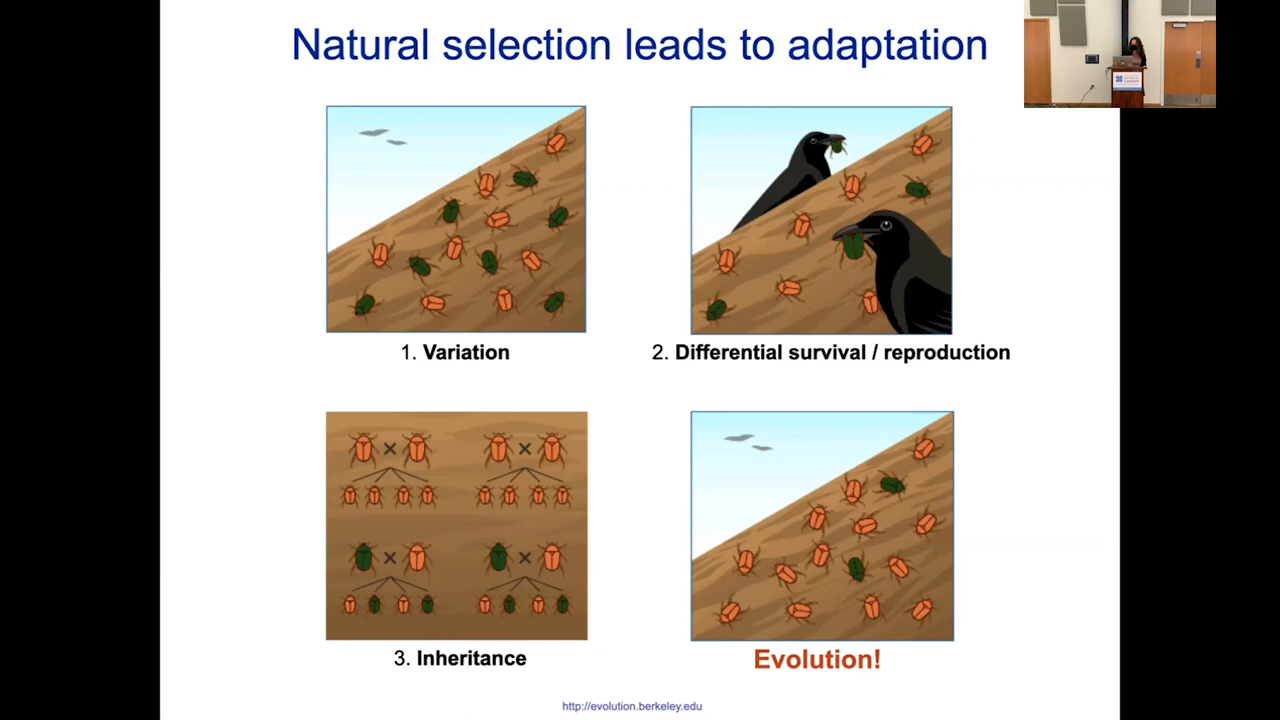 Natural selection leads to adaptation
1. Variation
2. Differential survival / reproduction
3. Inheritance
Evolution!
http://evolution.berkeley.edu